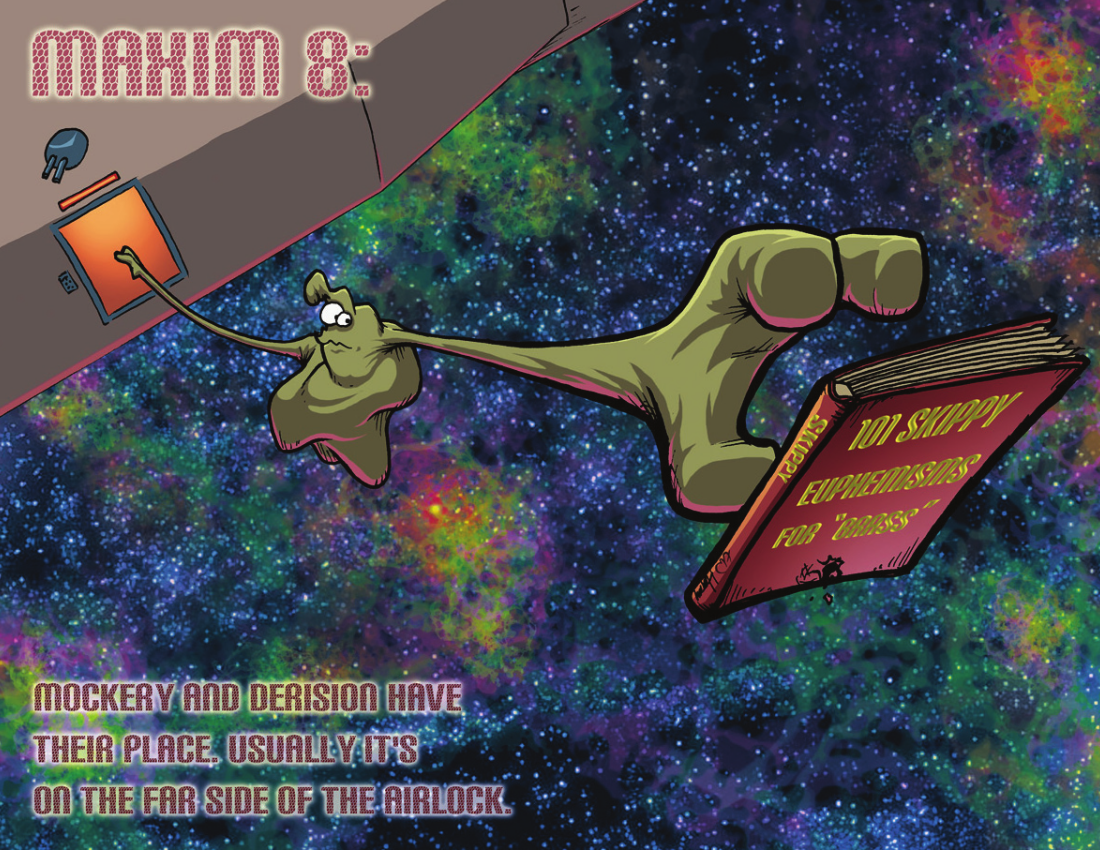 MAXIM 8:
SKIPPY
101 SKIPPY
EUPHEMISMS
FOR "BRASS"
MOCKERY AND DERISION HAVE
THEIR PLACE. USUALLY IT'S
ON THE FAR SIDE OF THE AIRLOCK.